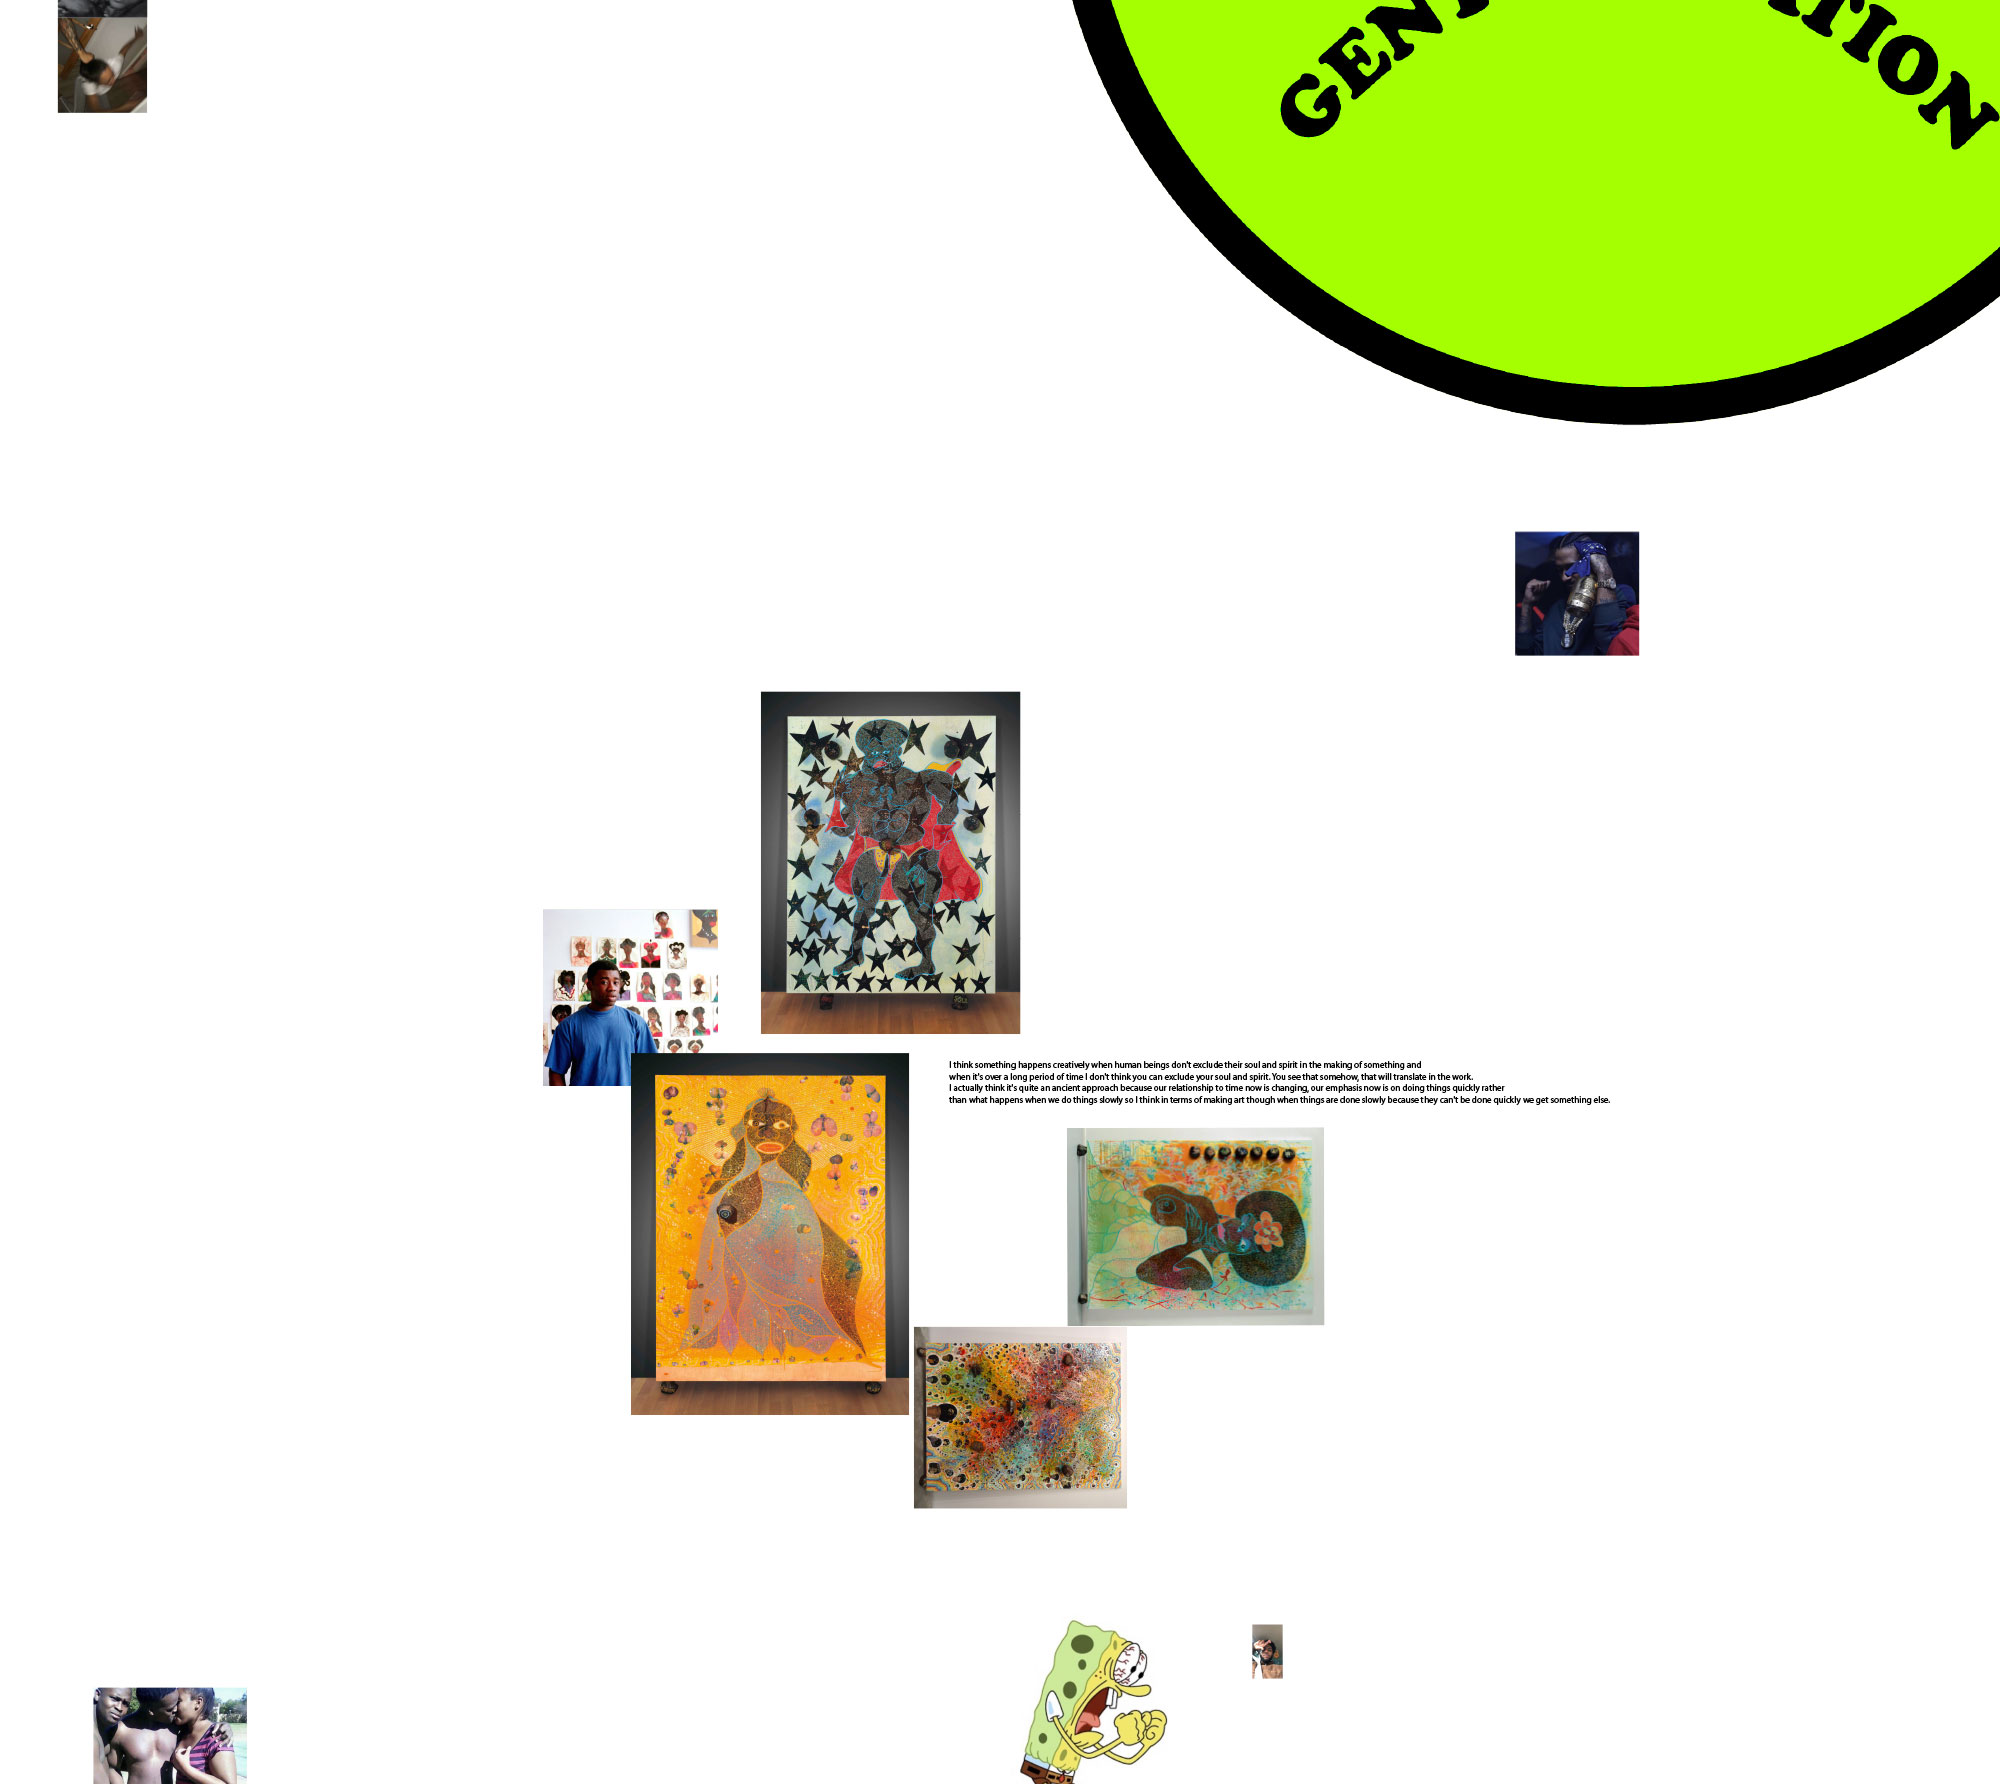 GEN
TION
I think something happens creatively when human beings don't exclude their soul and spirit in the making of something and
when it's over a long period of time I don't think you can exclude your soul and spirit. You see that somehow, that will translate in the work.
I actually think it's quite an ancient approach because our relationship to time now is changing, our emphasis now is on doing things quickly rather
than what happens when we do things slowly so I think in terms of making art though when things are done slowly because they can't be done quickly we get something else.